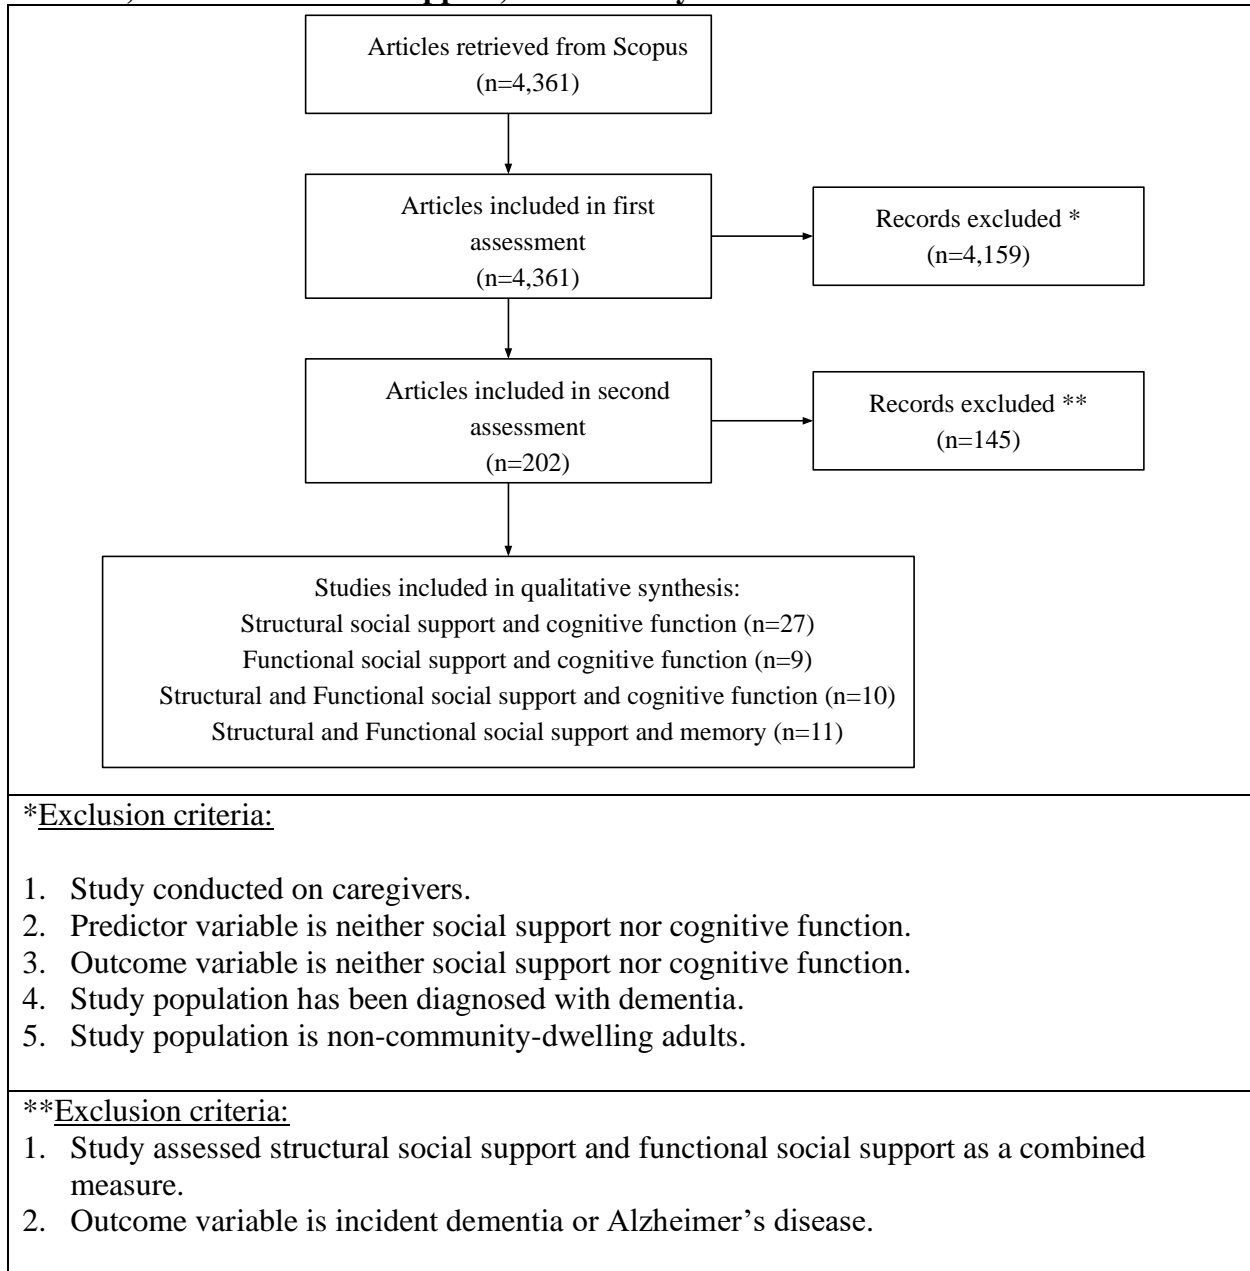 Articles retrieved from Scopus
(n=4,361)
Articles included in first
assessment
(n=4,361)
Records excluded *
(n=4,159)
Articles included in second
assessment
(n=202)
Records excluded **
(n=145)
Studies included in qualitative synthesis:
Structural social support and cognitive function (n=27)
Functional social support and cognitive function (n=9)
Structural and Functional social support and cognitive function (n=10)
Structural and Functional social support and memory (n=11)
*Exclusion criteria:
1. Study conducted on caregivers.
2. Predictor variable is neither social support nor cognitive function.
3. Outcome variable is neither social support nor cognitive function.
4. Study population has been diagnosed with dementia.
5. Study population is non-community-dwelling adults.
**Exclusion criteria:
1. Study assessed structural social support and functional social support as a combined
measure.
2. Outcome variable is incident dementia or Alzheimer’s disease.